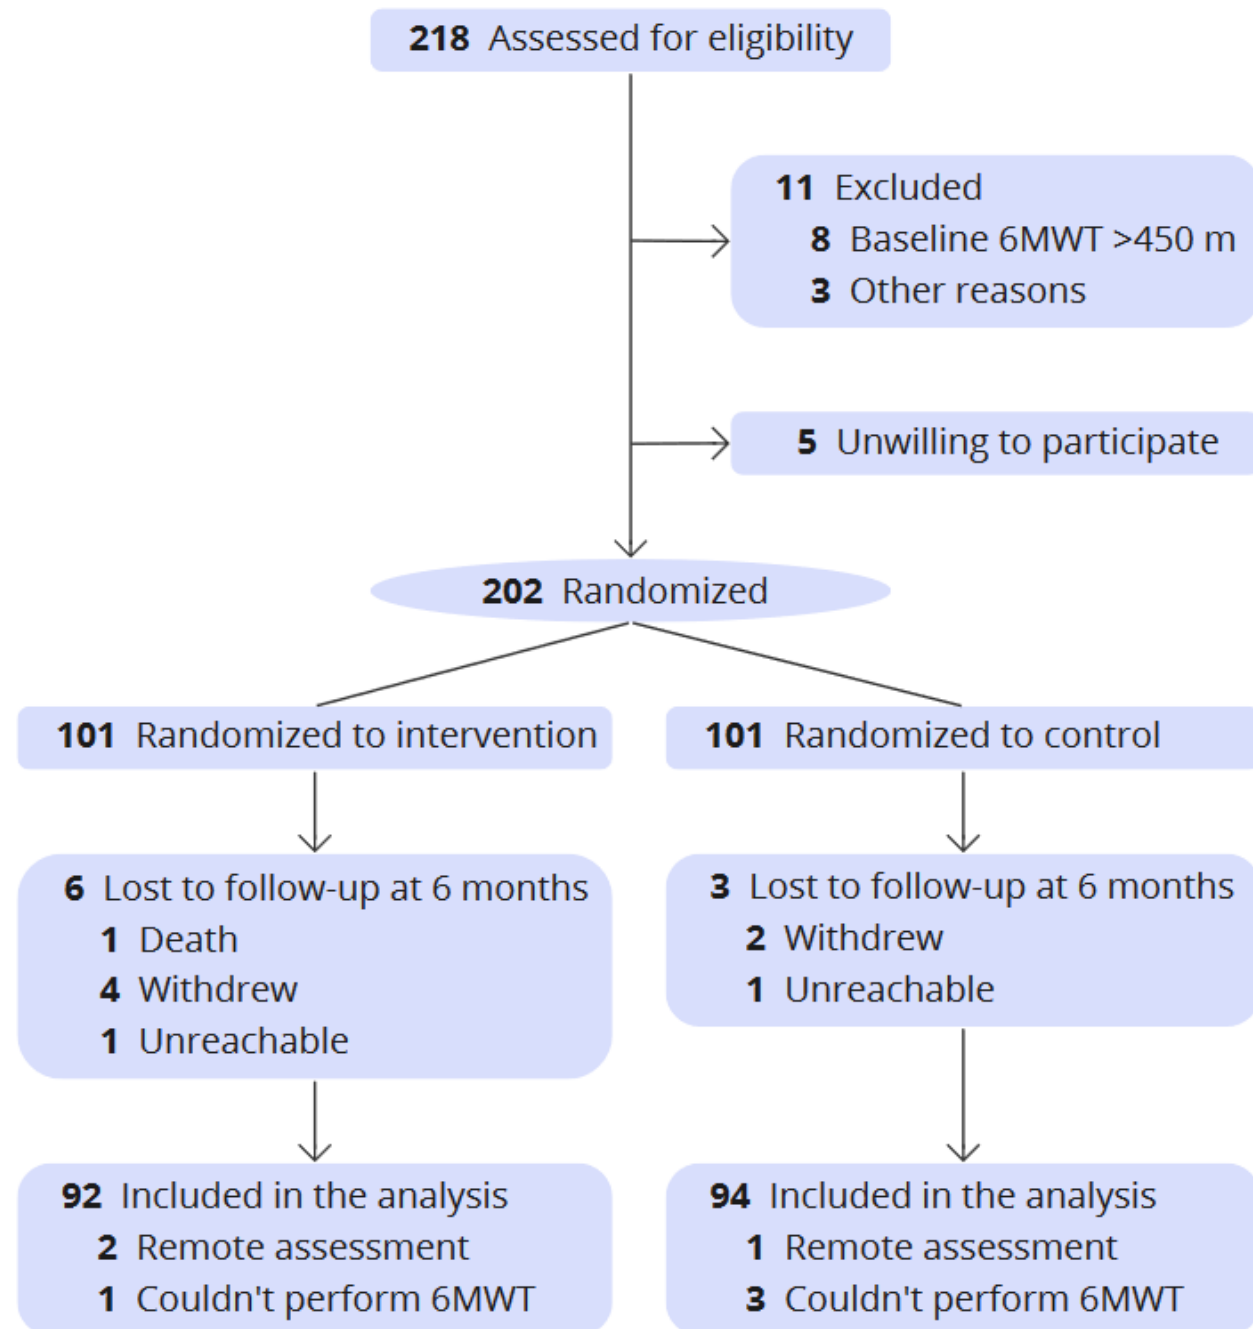 218 Assessed for eligibility
11 Excluded
8 Baseline 6MWT >450 m
3 Other reasons
5 Unwilling to participate
202 Randomized
101 Randomized to intervention
101 Randomized to control
6 Lost to follow-up at 6 months
1 Death
4 Withdrew
1 Unreachable
3 Lost to follow-up at 6 months
2 Withdrew
1 Unreachable
92 Included in the analysis
2 Remote assessment
1 Couldn't perform 6MWT
94 Included in the analysis
1 Remote assessment
3 Couldn't perform 6MWT